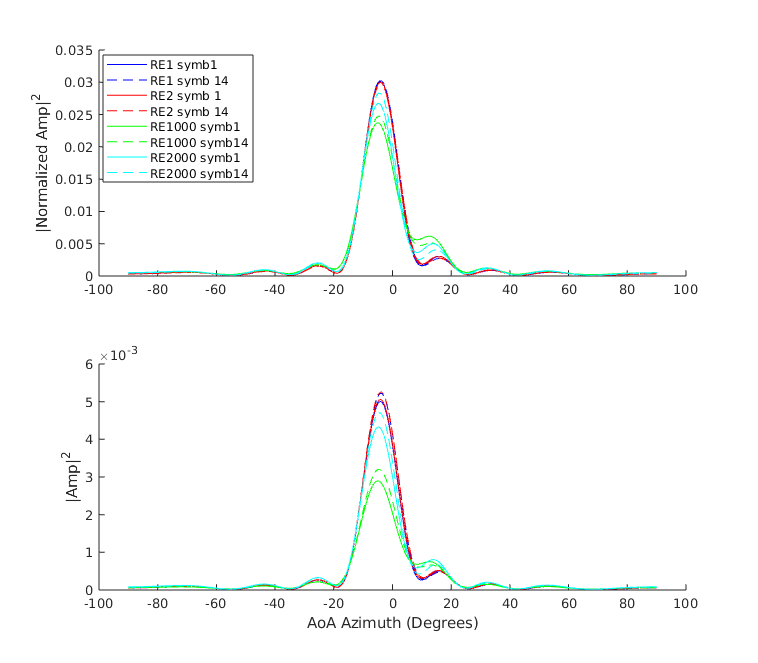 0.035
0.03
0.025
0.02
0.015
0.01
0.005
0
|Normalized Amp|²
RE1 symb1
RE1 symb 14
RE2 symb 1
RE2 symb 14
RE1000 symb1
RE1000 symb14
RE2000 symb1
RE2000 symb14
-100 -80 -60 -40 -20 0 20 40 60 80 100
×10⁻³
6
5
4
3
2
1
0
|Amp|²
-100 -80 -60 -40 -20 0 20 40 60 80 100
AoA Azimuth (Degrees)